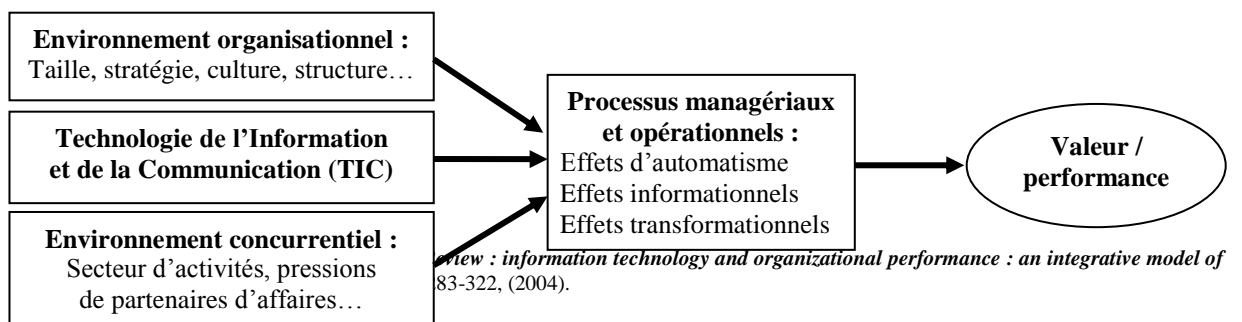 Environnement organisationnel :
Taille, stratégie, culture, structure…
Technologie de l’Information
et de la Communication (TIC)
Environnement concurrentiel :
Secteur d’activités, pressions
de partenaires d’affaires…
Processus managériaux
et opérationnels :
Effets d’automatisme
Effets informationnels
Effets transformationnels
Valeur /
performance
: information technology and organizational performance : an integrative model of
83-322, (2004).